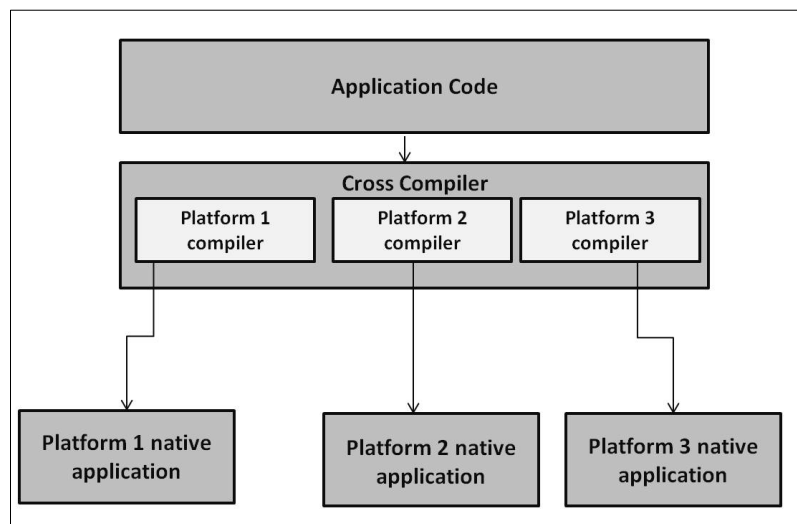 Application Code
Cross Compiler
Platform 1
compiler
Platform 2
compiler
Platform 3
compiler
Platform 1 native
application
Platform 2 native
application
Platform 3 native
application